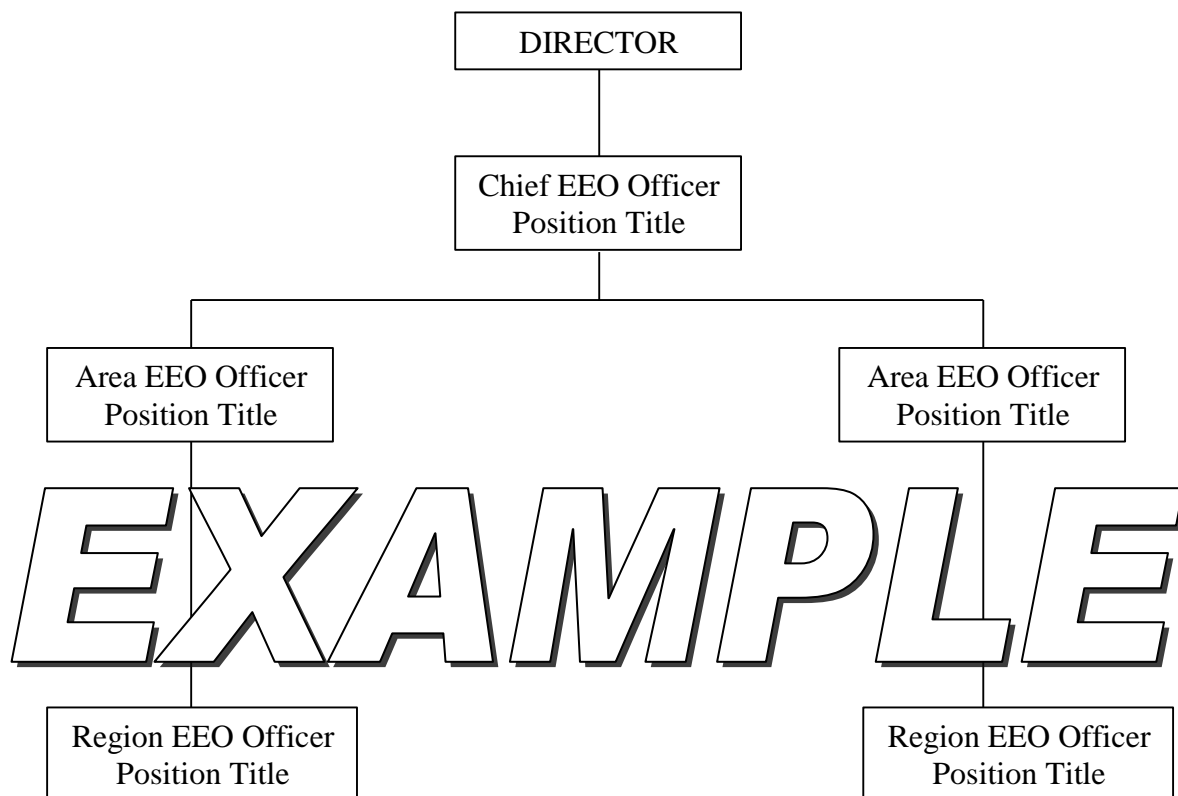 DIRECTOR
Chief EEO Officer
Position Title
Area EEO Officer
Position Title
Area EEO Officer
Position Title
EXAMPLE
Region EEO Officer
Position Title
Region EEO Officer
Position Title